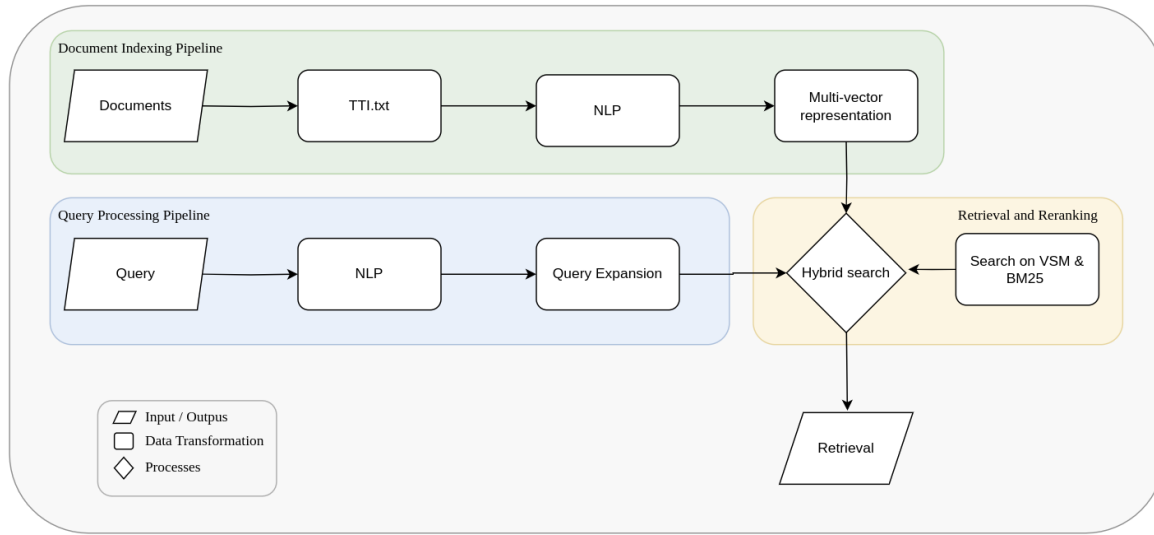 Document Indexing Pipeline
Documents
TTI.txt
NLP
Multi-vector
representation
Query Processing Pipeline
Query
NLP
Query Expansion
Retrieval and Reranking
Hybrid search
Search on VSM &
BM25
Retrieval
Input / Outpus
Data Transformation
Processes